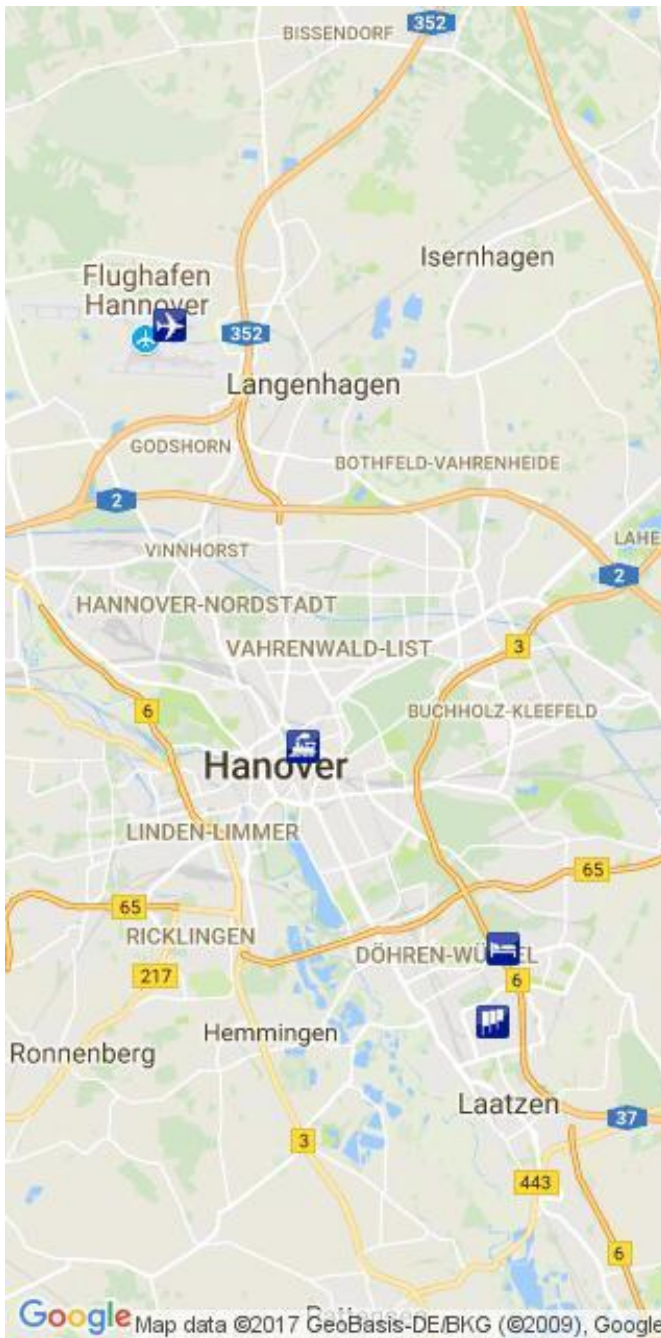 352
BISSENDORF
Isernhagen
Flughafen
Hannover
352
Langenhagen
GODSHORN
BOTHFELD-VAHRENHEIDE
2
LAHE
VINNHORST
2
HANNOVER-NORDSTADT
3
VAHRENWALD-LIST
6
BUCHHOLZ-KLEEFELD
Hanover
LINDEN-LIMMER
65
65
RICKLINGEN
217
6
Hemmingen
Ronnenberg
Laatzen
37
3
443
6
Google Map data ©2017 GeoBasis-DE/BKG (©2009), Google